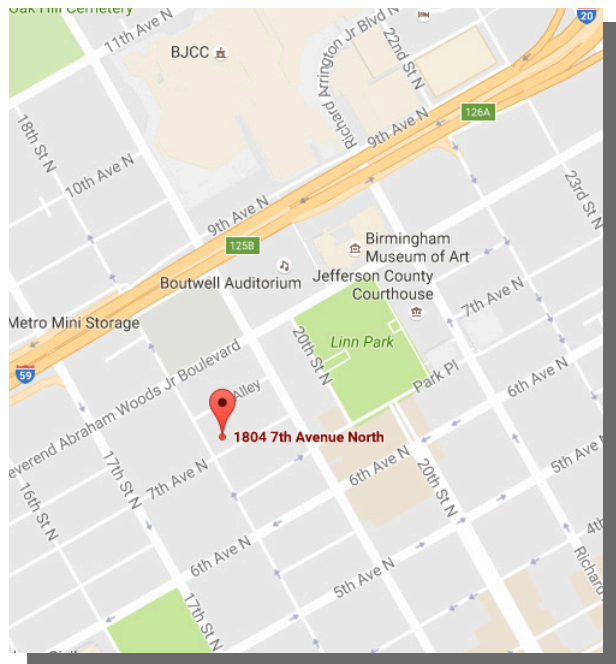 Oak Hill Cemetery
11th Ave N
BJCC
Richard Arrington Jr Blvd N
22nd St N
20
126A
9th Ave N
18th St N
10th Ave N
23rd St N
9th Ave N
125B
Birmingham
Museum of Art
Boutwell Auditorium
Jefferson County
Courthouse
7th Ave N
Metro Mini Storage
Linn Park
20th St N
59
Reverend Abraham Woods Jr Boulevard
Alley
Park Pl
6th Ave N
1804 7th Avenue North
17th St N
7th Ave N
16th St N
6th Ave N
20th St N
5th Ave N
4th
6th Ave N
5th Ave N
17th St N
Richard